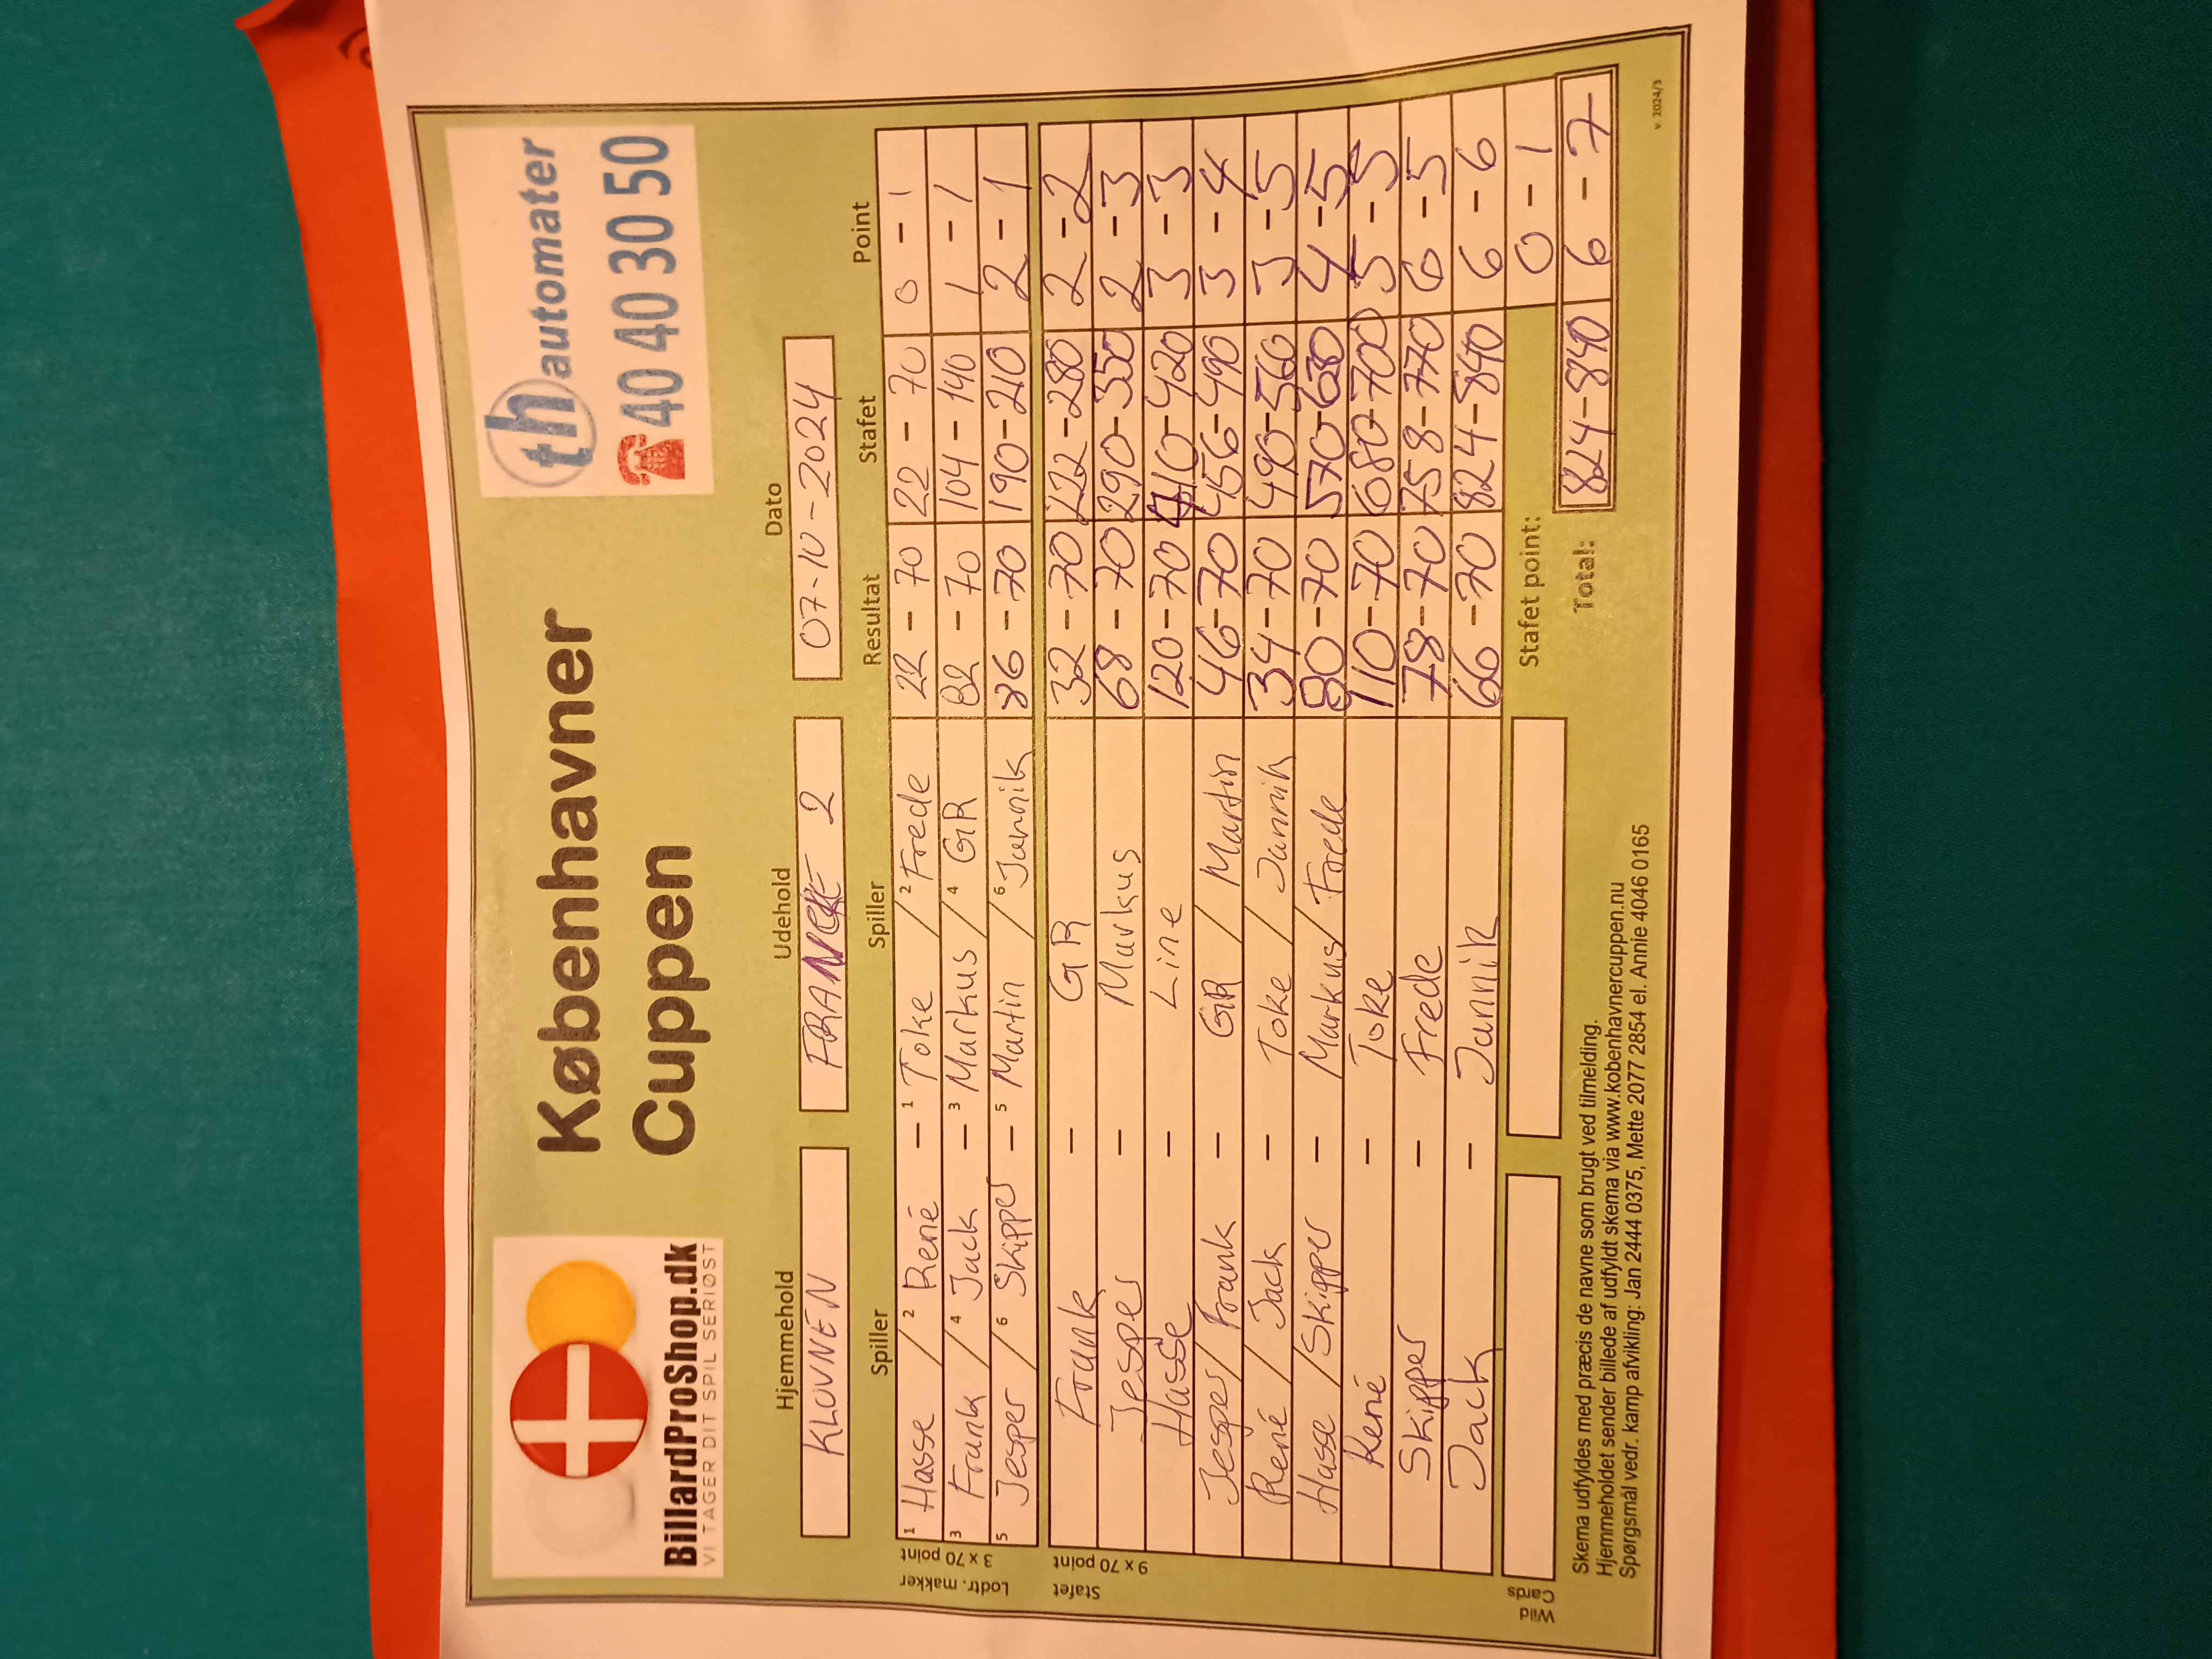 BillardProShop.dk
VI TAGER DIT SPIL SERIØST
Københavner
Cuppen
th automater
40 40 30 50
Hjemmehold Udehold Dato
KLOVNEN FRANCKE 2 07-10-2024
Spiller Spiller Resultat Stafet Point
Lodtr. makker
3 x 70 point
1 Hasse / 2 René – 1 Toke / 2 Frede 22 – 70 22 – 70 0 – 1
3 Frank / 4 Jack – 3 Markus / 4 GR 82 – 70 104 – 140 1 – 1
5 Jesper / 6 Skipper – 5 Martin / 6 Jannik 86 – 70 190 – 210 2 – 1
Stafet
9 x 70 point
Frank – GR 32 – 70 222 – 280 2 – 2
Jesper – Markus 68 – 70 290 – 350 2 – 3
Hasse – Line 120 – 70 410 – 420 3 – 3
Jesper / Frank – GR / Martin 46 – 70 456 – 490 3 – 4
René / Jack – Toke / Jannik 34 – 70 490 – 560 3 – 5
Hasse / Skipper – Markus / Frede 80 – 70 570 – 630 4 – 5
René – Toke 110 – 70 680 – 700 5 – 5
Skipper – Frede 78 – 70 758 – 770 6 – 5
Jack – Jannik 66 – 70 824 – 840 6 – 6
Wild Cards
Stafet point: 0 – 1
Total: 824 – 840 6 – 7
Skema udfyldes med præcis de navne som brugt ved tilmelding.
Hjemmeholdet sender billede af udfyldt skema via www.kobenhavnercuppen.nu
Spørgsmål vedr. kamp afvikling: Jan 2444 0375, Mette 2077 2854 el. Annie 4046 0165
v. 2024/3